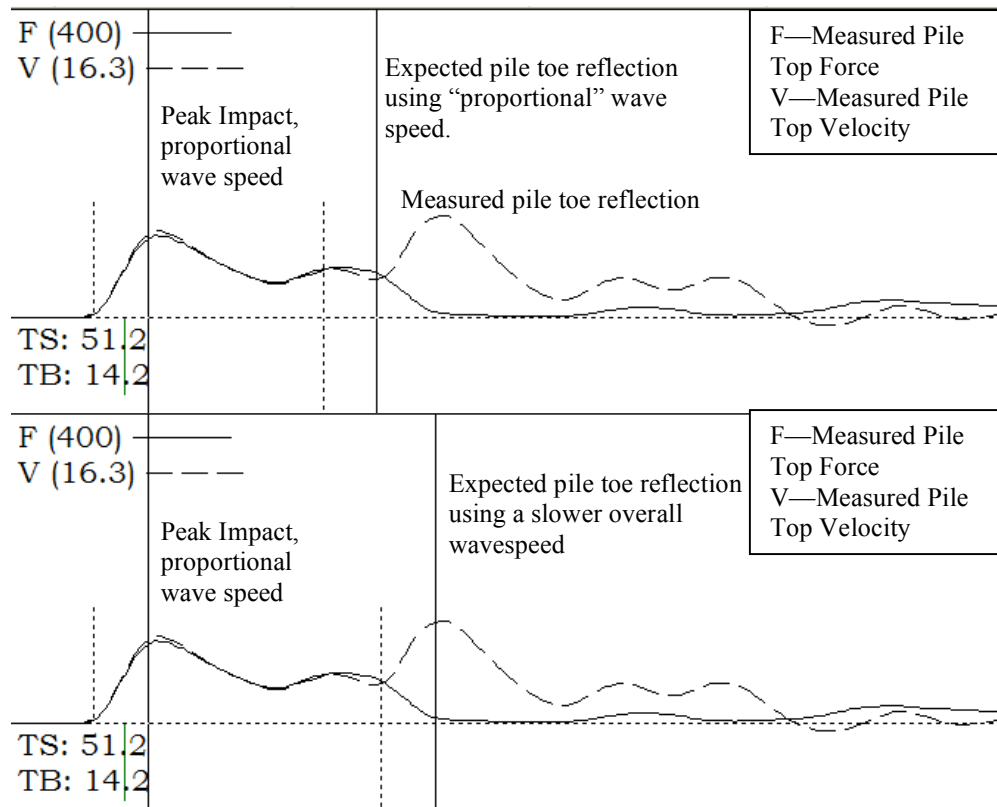 F (400)
V (16.3)
Peak Impact,
proportional
wave speed
Expected pile toe reflection
using “proportional” wave
speed.
Measured pile toe reflection
F—Measured Pile
Top Force
V—Measured Pile
Top Velocity
TS: 51.2
TB: 14.2
F (400)
V (16.3)
Peak Impact,
proportional
wave speed
Expected pile toe reflection
using a slower overall
wavespeed
F—Measured Pile
Top Force
V—Measured Pile
Top Velocity
TS: 51.2
TB: 14.2